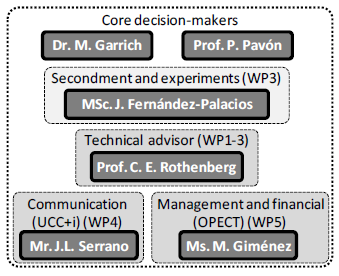 Core decision-makers
Dr. M. Garrich
Prof. P. Pavón
Secondment and experiments (WP3)
MSc. J. Fernández-Palacios
Technical advisor (WP1-3)
Prof. C. E. Rothenberg
Communication
(UCC+i) (WP4)
Mr. J.L. Serrano
Management and financial
(OPECT) (WP5)
Ms. M. Giménez